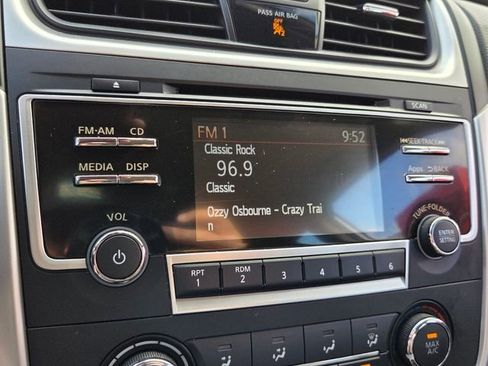 PASS AIR BAG
OFF
SCAN
FM·AM CD
MEDIA DISP
VOL
FM 1 9:52
Classic Rock
96.9
Classic
Ozzy Osbourne - Crazy Trai
n
SEEK·TRACK
Apps BACK
TUNE·FOLDER
ENTER
SETTING
RPT
1
RDM
2
3
4
5
6
MAX
A/C